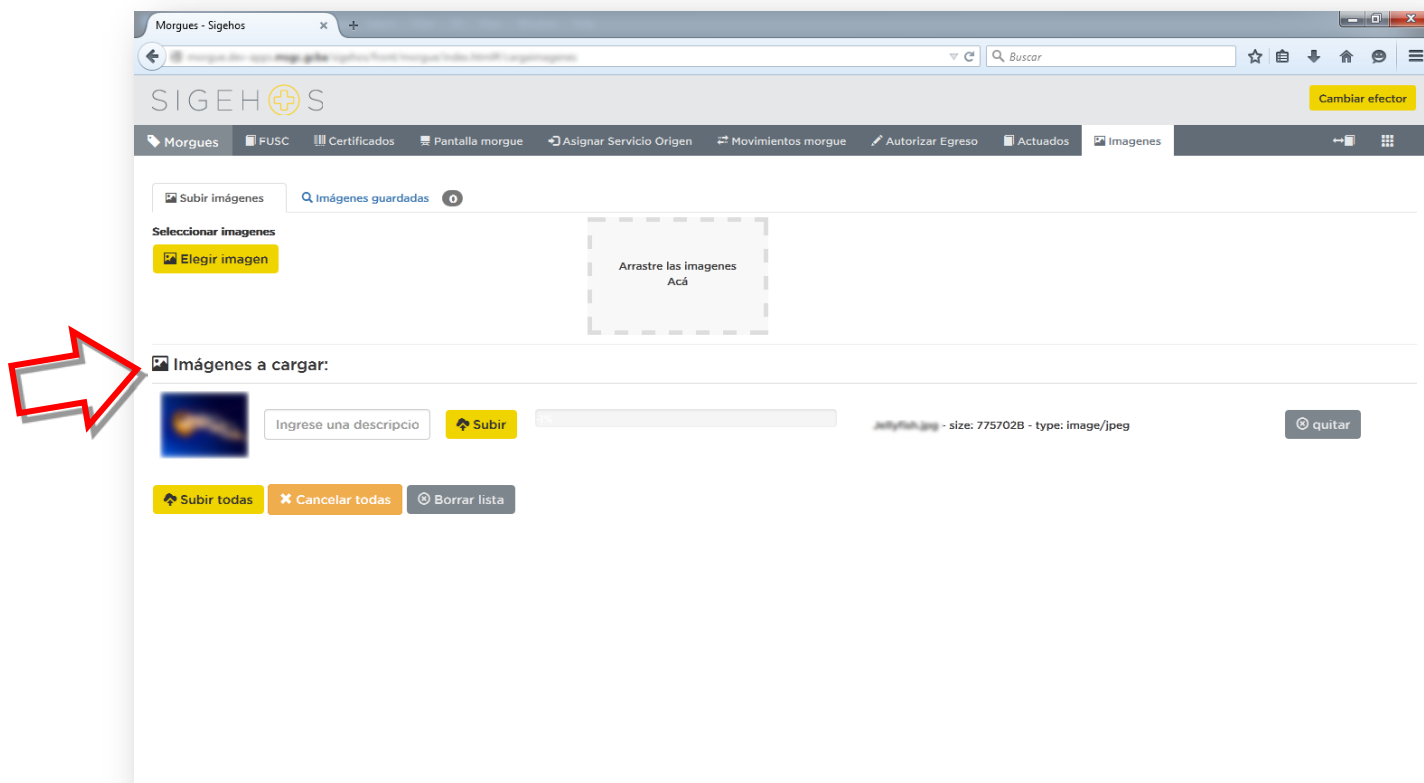 Morgues - Sigehos
Buscar
SIGEHOS
Cambiar efector
Morgues FUSC Certificados Pantalla morgue Asignar Servicio Origen Movimientos morgue Autorizar Egreso Actuados Imagenes
Subir imágenes Imágenes guardadas 0
Seleccionar imagenes
Elegir imagen
Arrastre las imagenes
Acá
Imágenes a cargar:
Ingrese una descripcio Subir - size: 775702B - type: image/jpeg quitar
Subir todas Cancelar todas Borrar lista